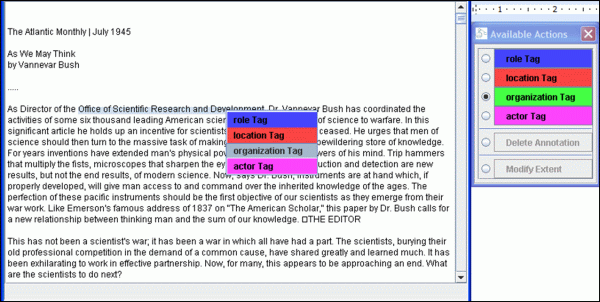 The Atlantic Monthly | July 1945
As We May Think
by Vannevar Bush
.....
As Director of the Office of Scientific Research and Development, Dr. Vannevar Bush has coordinated the
activities of some six thousand leading American scien of science to warfare. In this
significant article he holds up an incentive for scientists ceased. He urges that men of
science should then turn to the massive task of making bewildering store of knowledge.
For years inventions have extended man's physical pow wers of his mind. Trip hammers
that multiply the fists, microscopes that sharpen the ey uction and detection are new
results, but not the end results, of modern science. Now, says Dr. Bush, instruments are at hand which, if
properly developed, will give man access to and command over the inherited knowledge of the ages. The
perfection of these pacific instruments should be the first objective of our scientists as they emerge from their
war work. Like Emerson's famous address of 1837 on "The American Scholar," this paper by Dr. Bush calls for
a new relationship between thinking man and the sum of our knowledge. □THE EDITOR
This has not been a scientist's war; it has been a war in which all have had a part. The scientists, burying their
old professional competition in the demand of a common cause, have shared greatly and learned much. It has
been exhilarating to work in effective partnership. Now, for many, this appears to be approaching an end. What
are the scientists to do next?
role Tag
location Tag
organization Tag
actor Tag
1 2
Available Actions
role Tag
location Tag
organization Tag
actor Tag
Delete Annotation
Modify Extent